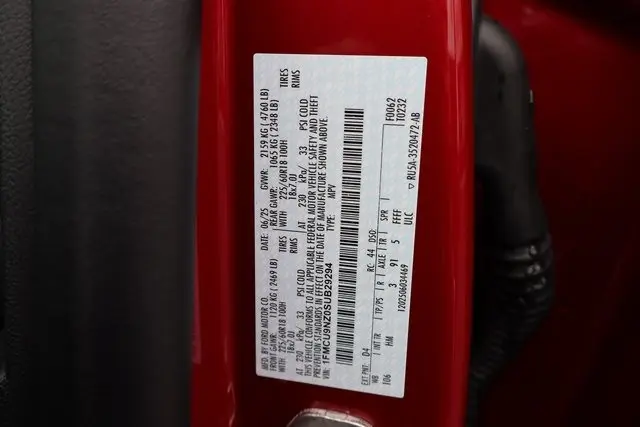 MFD. BY FORD MOTOR CO. DATE: 06/25 GVWR: 2159 KG ( 4760 LB)
FRONT GAWR: 1120 KG ( 2469 LB) REAR GAWR: 1065 KG ( 2348 LB)
225/60R18 100H TIRES WITH 225/60R18 100H TIRES
18x7.0J RIMS 18x7.0J RIMS
AT 230 kPa/ 33 PSI COLD AT 230 kPa/ 33 PSI COLD
THIS VEHICLE CONFORMS TO ALL APPLICABLE FEDERAL MOTOR VEHICLE SAFETY AND THEFT
PREVENTION STANDARDS IN EFFECT ON THE DATE OF MANUFACTURE SHOWN ABOVE.
VIN: 1FMCU9NZ0SUB29294 TYPE: MPV
F0062
T0232
EXT PNT: D4 RC: 44 DSO:
WB INT TR TP/PS R AXLE TR SPR
106 HM 3 91 5 FFFF
ULC
1202506034469
RU5A-3520472-AB